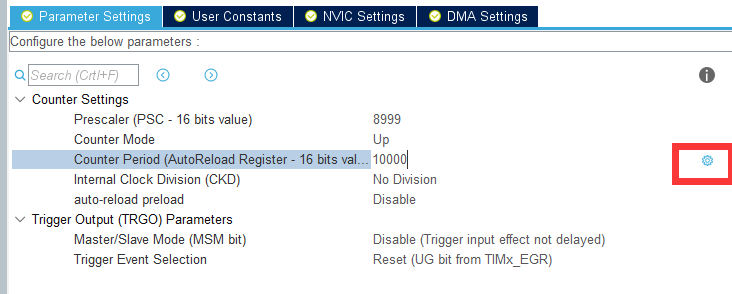 Parameter Settings User Constants NVIC Settings DMA Settings
Configure the below parameters :
Search (Crtl+F)
Counter Settings
Prescaler (PSC - 16 bits value) 8999
Counter Mode Up
Counter Period (AutoReload Register - 16 bits val... 10000
Internal Clock Division (CKD) No Division
auto-reload preload Disable
Trigger Output (TRGO) Parameters
Master/Slave Mode (MSM bit) Disable (Trigger input effect not delayed)
Trigger Event Selection Reset (UG bit from TIMx_EGR)